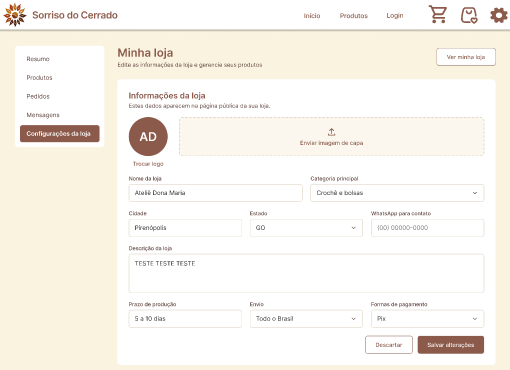 Sorriso do Cerrado
Início Produtos Login
Resumo
Produtos
Pedidos
Mensagens
Configurações da loja
Minha loja
Edite as informações da loja e gerencie seus produtos
Ver minha loja
Informações da loja
Estes dados aparecem na página pública da sua loja.
AD
Trocar logo
Enviar imagem de capa
Nome da loja
Ateliê Dona Maria
Categoria principal
Crochê e bolsas
Cidade
Pirenópolis
Estado
GO
WhatsApp para contato
(00) 00000-0000
Descrição da loja
TESTE TESTE TESTE
Prazo de produção
5 a 10 dias
Envio
Todo o Brasil
Formas de pagamento
Pix
Descartar
Salvar alterações